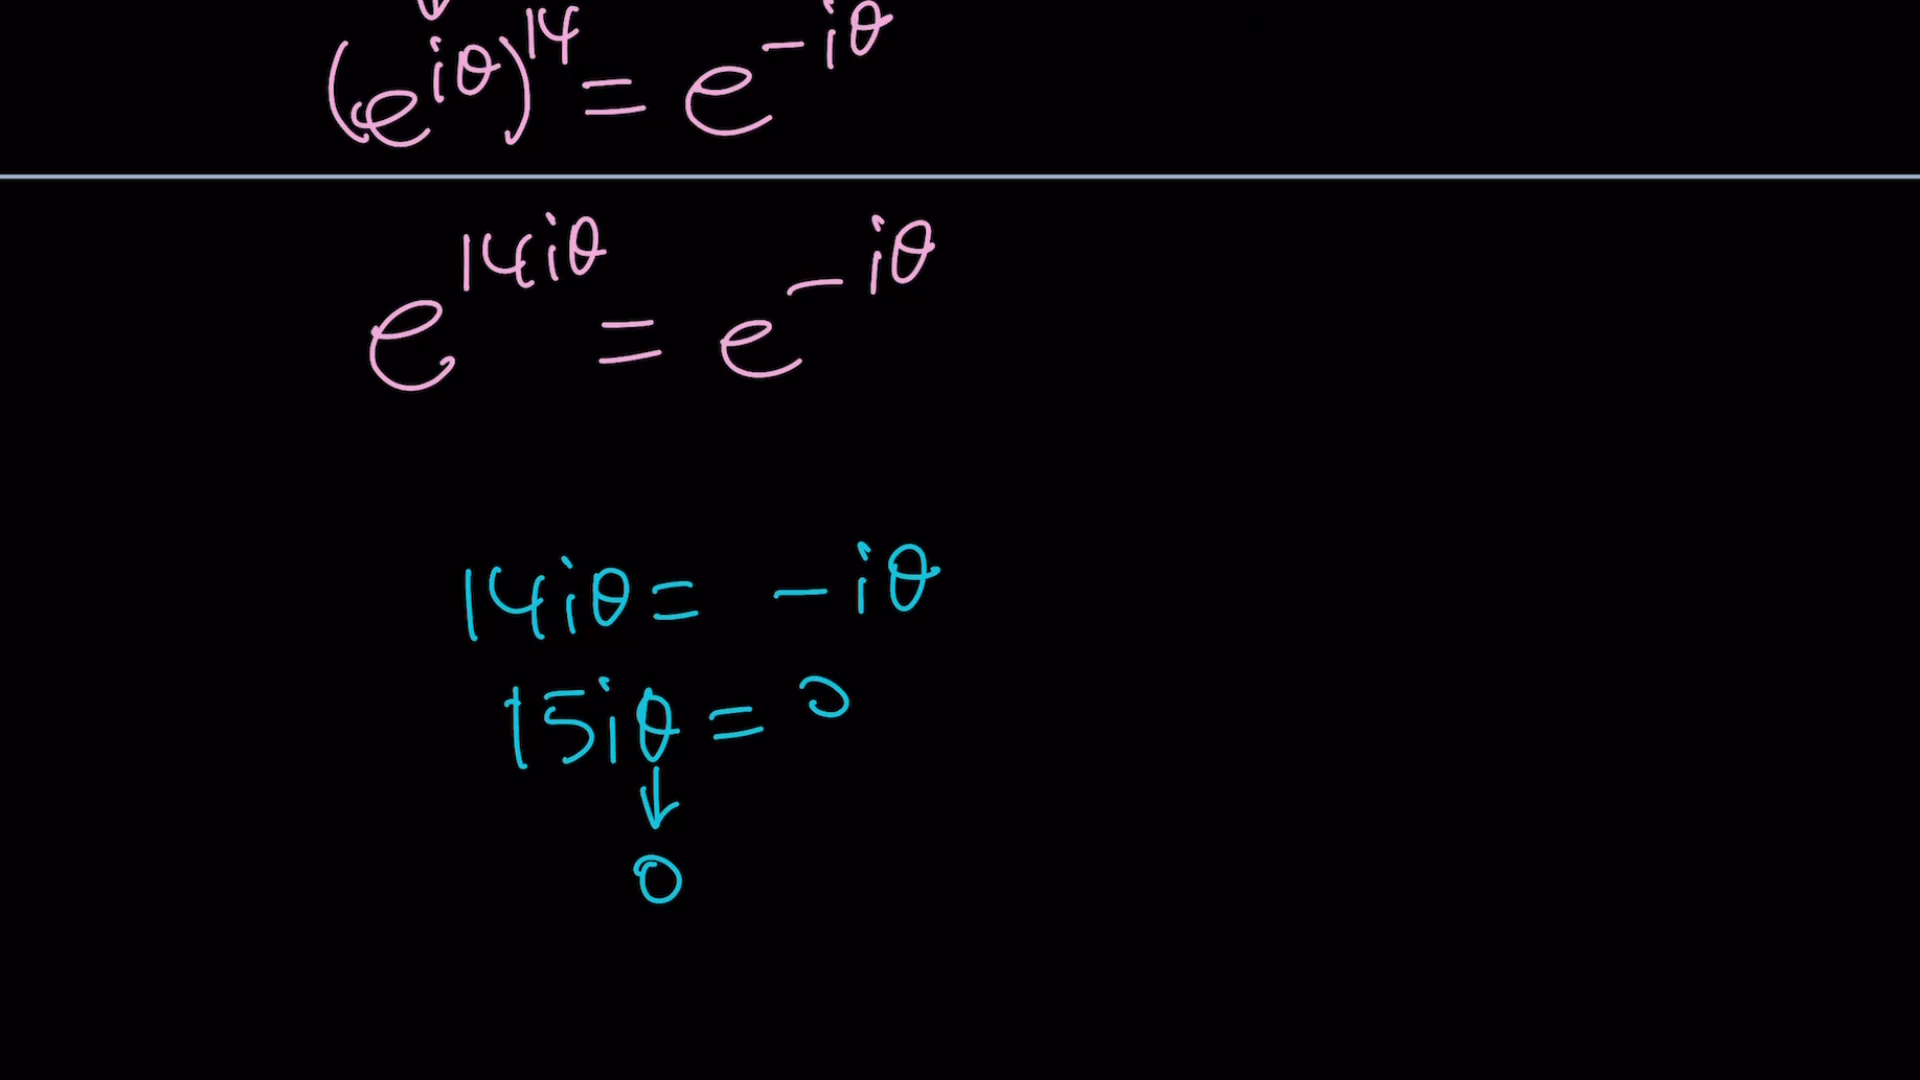 (e^{iθ})^{14} = e^{-iθ}
e^{14iθ} = e^{-iθ}
14iθ = -iθ
15iθ = 0
↓
0